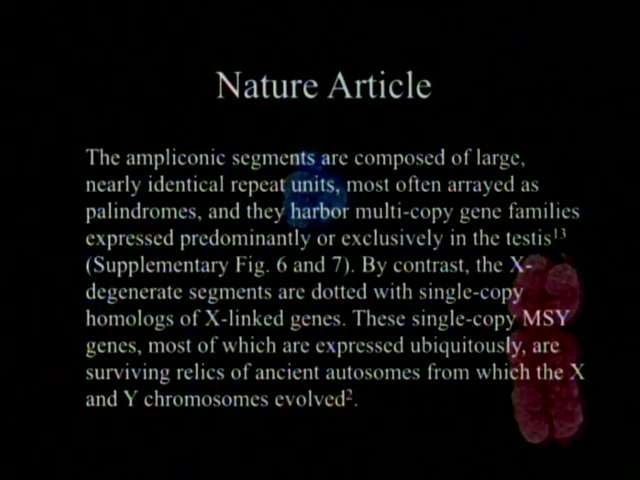 Nature Article
The ampliconic segments are composed of large,
nearly identical repeat units, most often arrayed as
palindromes, and they harbor multi-copy gene families
expressed predominantly or exclusively in the testis¹³
(Supplementary Fig. 6 and 7). By contrast, the X-
degenerate segments are dotted with single-copy
homologs of X-linked genes. These single-copy MSY
genes, most of which are expressed ubiquitously, are
surviving relics of ancient autosomes from which the X
and Y chromosomes evolved².